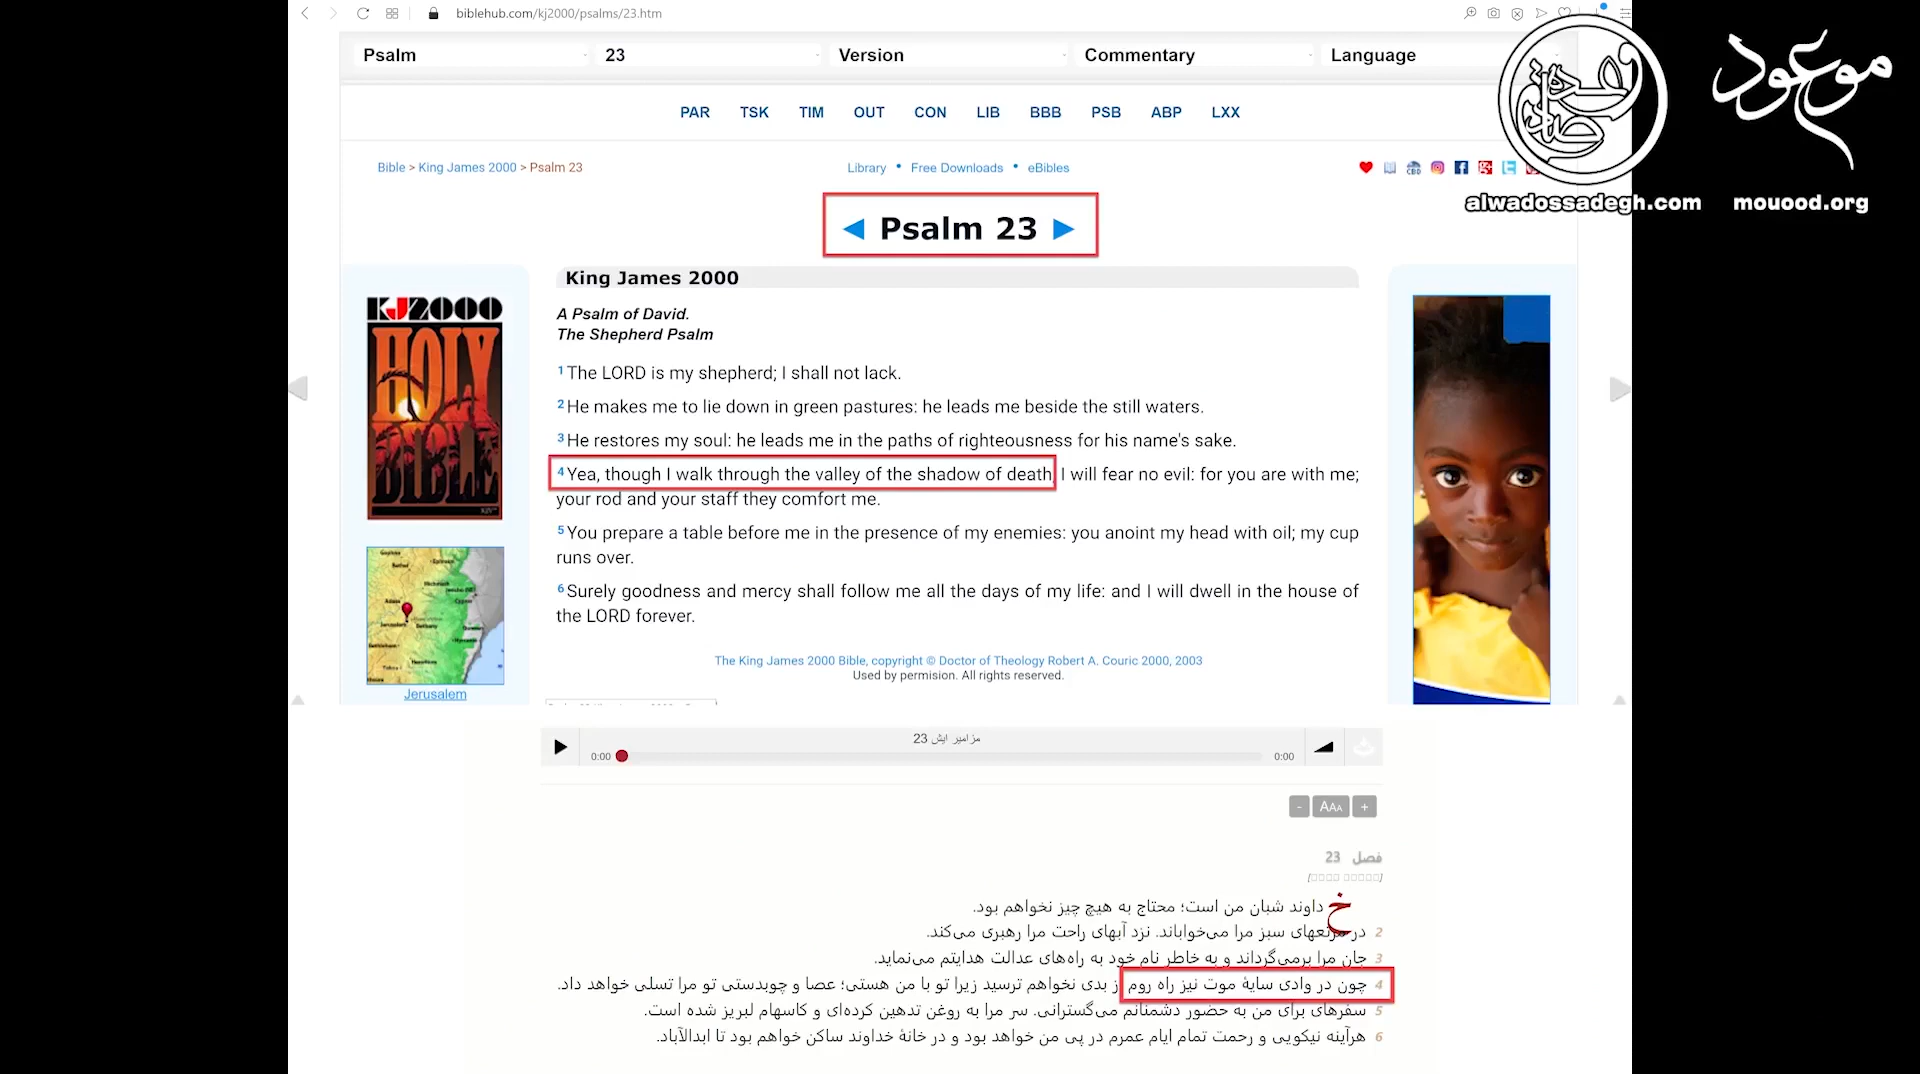 biblehub.com/kj2000/psalms/23.htm
Psalm 23 Version Commentary Language
PAR TSK TIM OUT CON LIB BBB PSB ABP LXX
موعود
alwadossadegh.com mouood.org
Bible > King James 2000 > Psalm 23
Library • Free Downloads • eBibles
◄ Psalm 23 ►
King James 2000
A Psalm of David.
The Shepherd Psalm
1 The LORD is my shepherd; I shall not lack.
2 He makes me to lie down in green pastures: he leads me beside the still waters.
3 He restores my soul: he leads me in the paths of righteousness for his name's sake.
4 Yea, though I walk through the valley of the shadow of death, I will fear no evil: for you are with me;
your rod and your staff they comfort me.
5 You prepare a table before me in the presence of my enemies: you anoint my head with oil; my cup
runs over.
6 Surely goodness and mercy shall follow me all the days of my life: and I will dwell in the house of
the LORD forever.
The King James 2000 Bible, copyright © Doctor of Theology Robert A. Couric 2000, 2003
Used by permision. All rights reserved.
KJ2000
HOLY
BIBLE
Jerusalem
مزامیر ایش 23
0:00 0:00
- AAA +
فصل 23
خداوند شبان من است؛ محتاج به هیچ چیز نخواهم بود.
2 در مرتعهای سبز مرا می‌خواباند. نزد آبهای راحت مرا رهبری می‌کند.
3 جان مرا برمی‌گرداند و به خاطر نام خود به راه‌های عدالت هدایتم می‌نماید.
4 چون در وادی سایهٔ موت نیز راه روم ز بدی نخواهم ترسید زیرا تو با من هستی؛ عصا و چوبدستی تو مرا تسلی خواهد داد.
5 سفره‌ای برای من به حضور دشمنانم می‌گسترانی. سر مرا به روغن تدهین کرده‌ای و کاسه‌ام لبریز شده است.
6 هرآینه نیکویی و رحمت تمام ایام عمرم در پی من خواهد بود و در خانهٔ خداوند ساکن خواهم بود تا ابدالآباد.